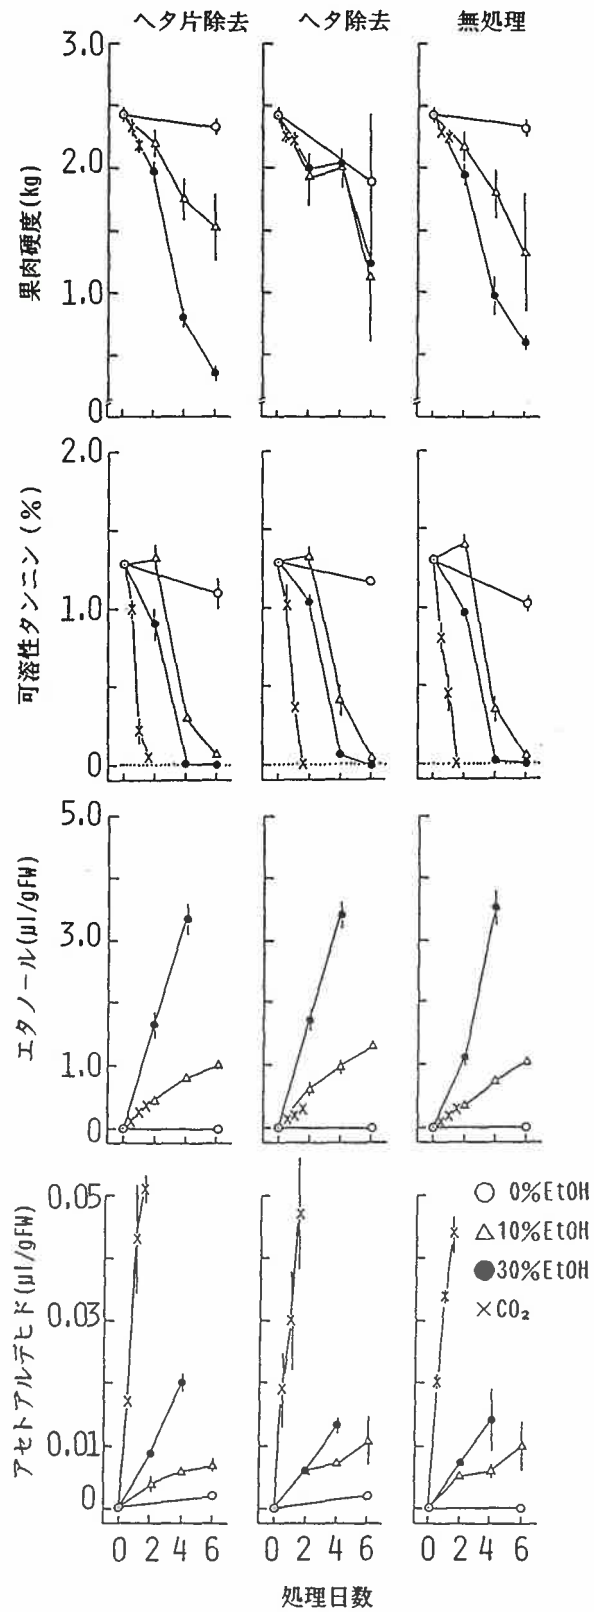 ヘタ片除去 ヘタ除去 無処理
3.0
2.0
1.0
0
果肉硬度(kg)
2.0
1.0
0
可溶性タンニン(%)
5.0
3.0
1.0
0
エタノール(μl/gFW)
0.05
0.03
0.01
0
アセトアルデヒド(μl/gFW)
○ 0%EtOH
△10%EtOH
●30%EtOH
×CO₂
0 2 4 6 0 2 4 6 0 2 4 6
処理日数